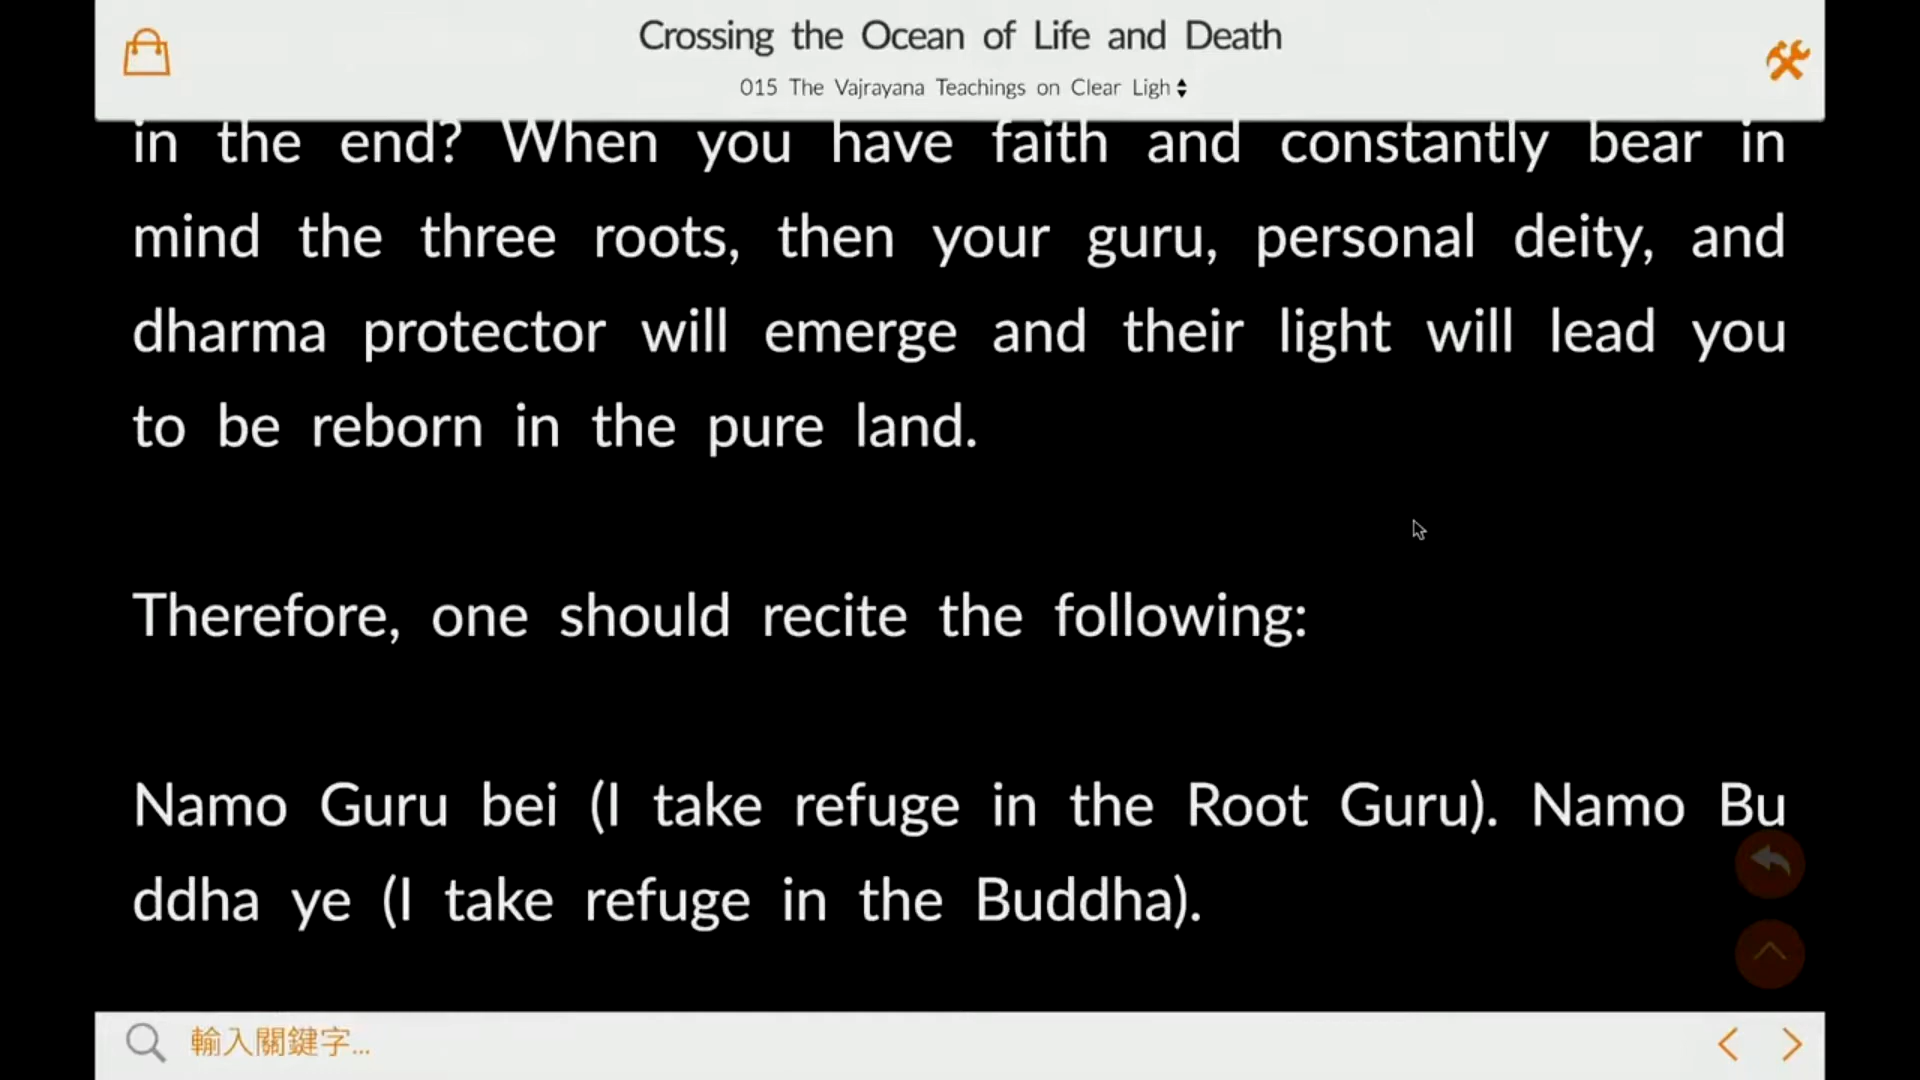 Crossing the Ocean of Life and Death
015 The Vajrayana Teachings on Clear Ligh
in the end? When you have faith and constantly bear in
mind the three roots, then your guru, personal deity, and
dharma protector will emerge and their light will lead you
to be reborn in the pure land.
Therefore, one should recite the following:
Namo Guru bei (I take refuge in the Root Guru). Namo Bu
ddha ye (I take refuge in the Buddha).
輸入關鍵字...